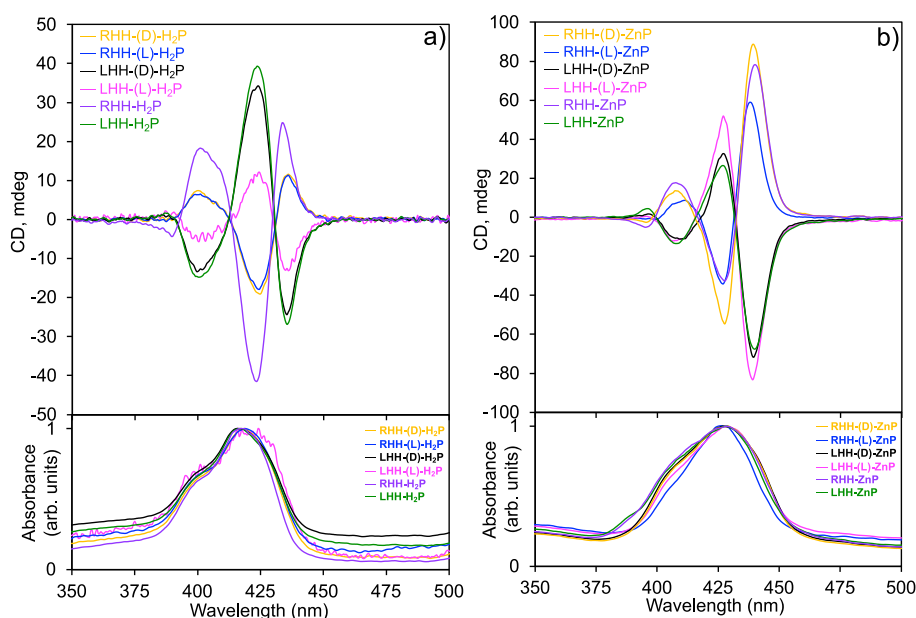 a)
RHH-(D)-H₂P
RHH-(L)-H₂P
LHH-(D)-H₂P
LHH-(L)-H₂P
RHH-H₂P
LHH-H₂P
CD, mdeg
50
40
30
20
10
0
-10
-20
-30
-40
-50
RHH-(D)-H₂P
RHH-(L)-H₂P
LHH-(D)-H₂P
LHH-(L)-H₂P
RHH-H₂P
LHH-H₂P
Absorbance
(arb. units)
1
0
350 375 400 425 450 475 500
Wavelength (nm)
b)
RHH-(D)-ZnP
RHH-(L)-ZnP
LHH-(D)-ZnP
LHH-(L)-ZnP
RHH-ZnP
LHH-ZnP
CD, mdeg
100
80
60
40
20
0
-20
-40
-60
-80
-100
RHH-(D)-ZnP
RHH-(L)-ZnP
LHH-(D)-ZnP
LHH-(L)-ZnP
RHH-ZnP
LHH-ZnP
Absorbance
(arb. units)
1
0
350 375 400 425 450 475 500
Wavelength (nm)